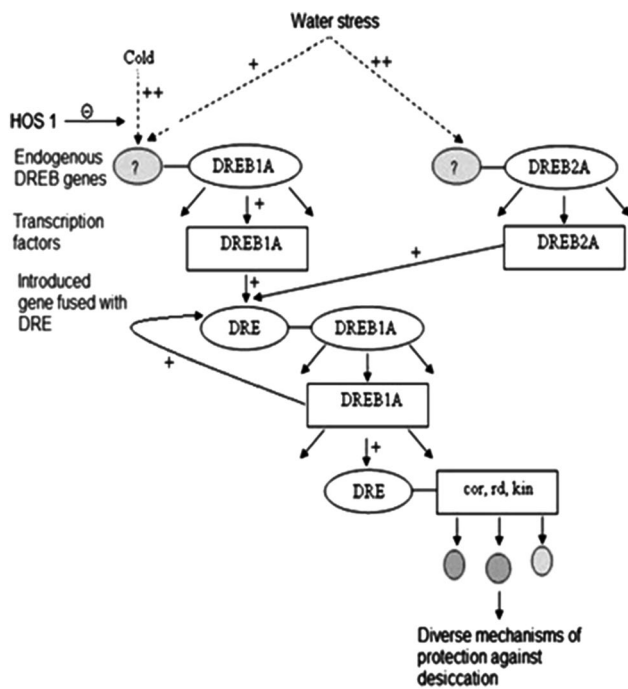 Water stress
Cold
+
++
++
HOS 1
⊖
Endogenous
DREB genes
?
DREB1A
?
DREB2A
+
Transcription
factors
DREB1A
DREB2A
+
+
Introduced
gene fused with
DRE
DRE
DREB1A
+
DREB1A
+
DRE
cor, rd, kin
Diverse mechanisms of
protection against
desiccation